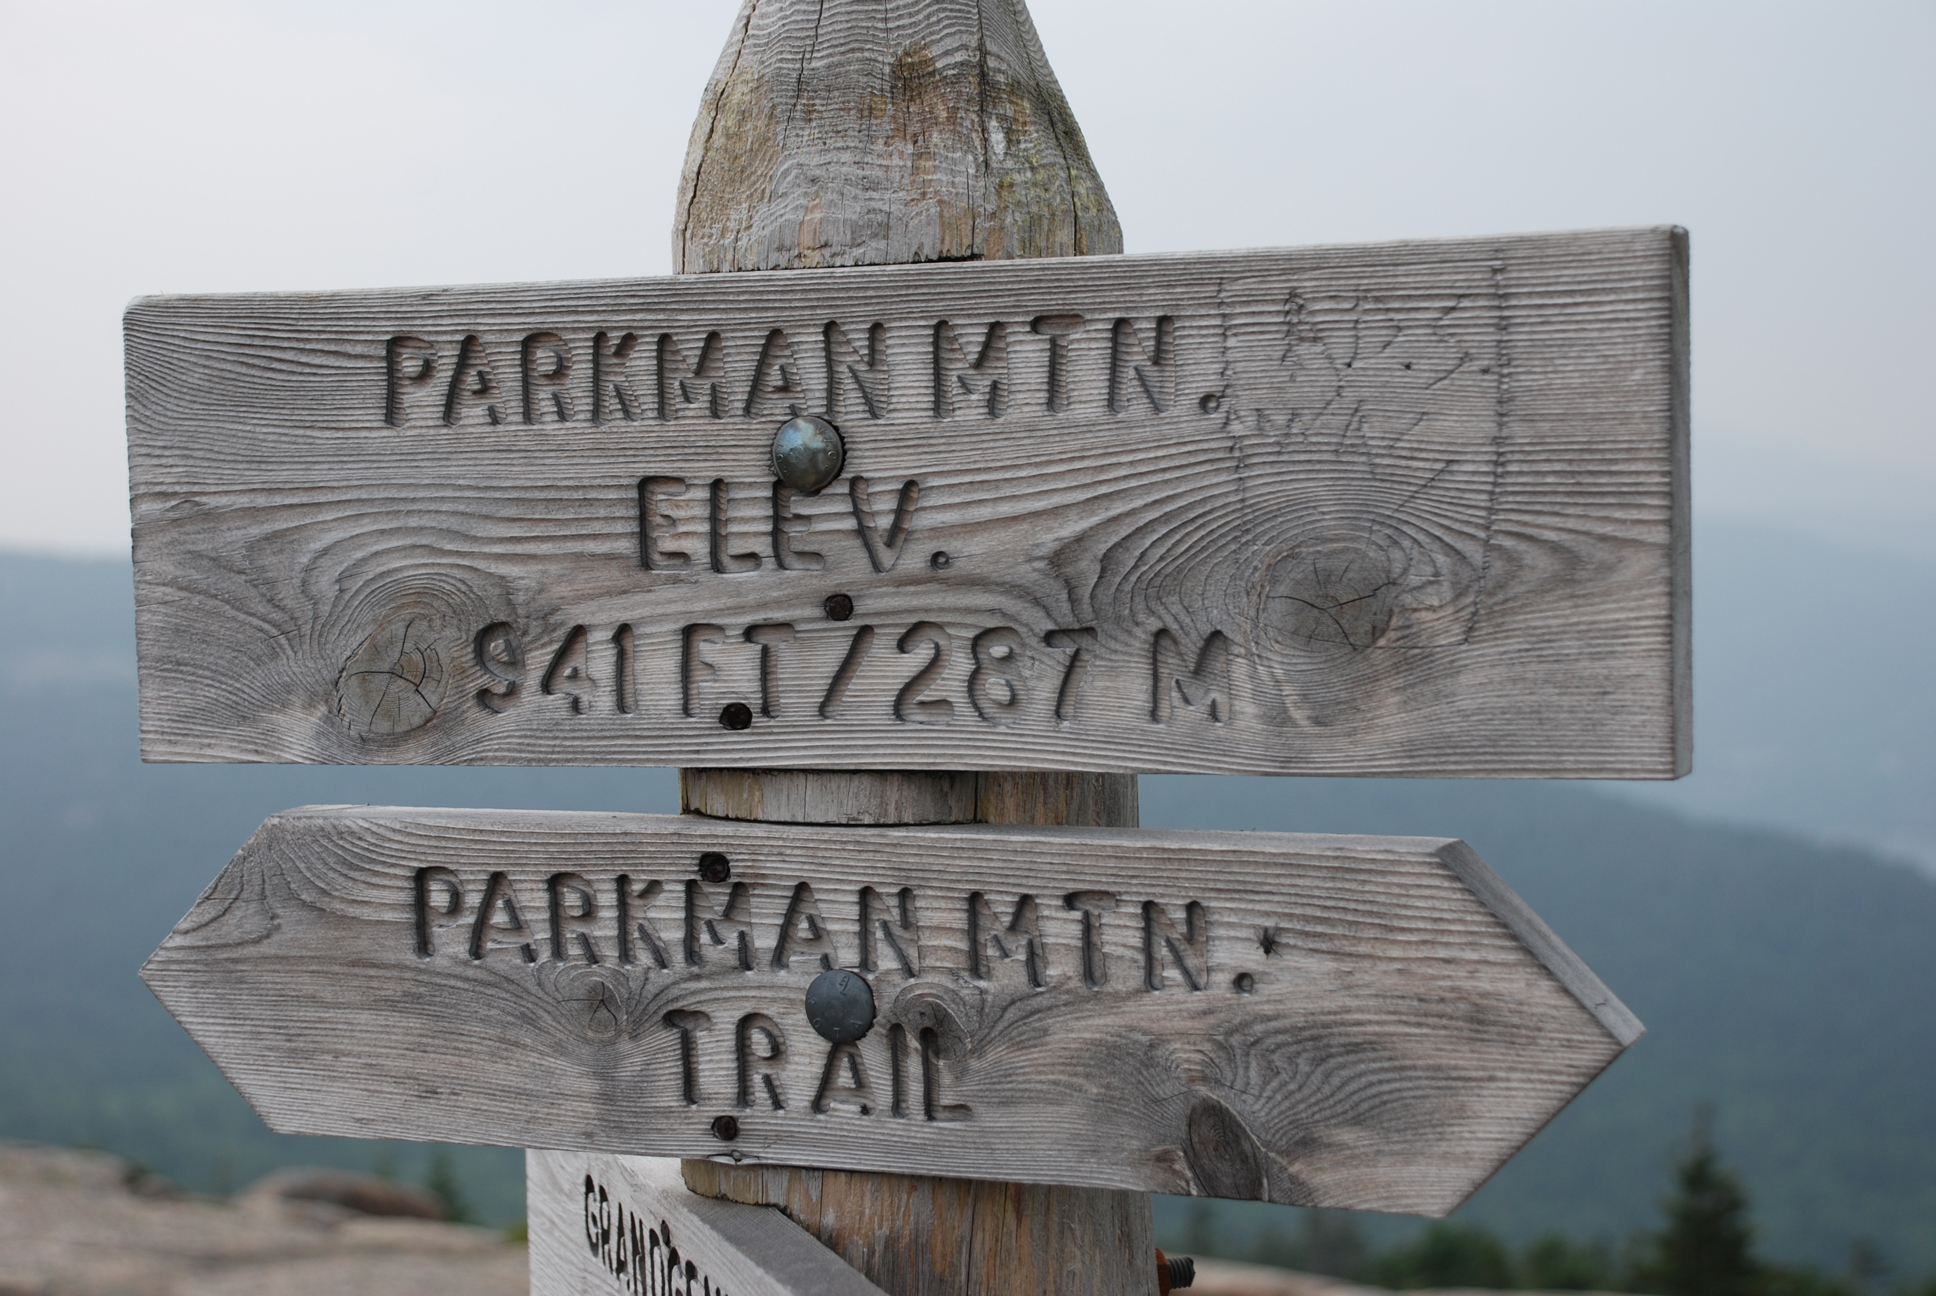 PARKMAN MTN.
ELEV.
941 FT / 287 M
PARKMAN MTN.
TRAIL